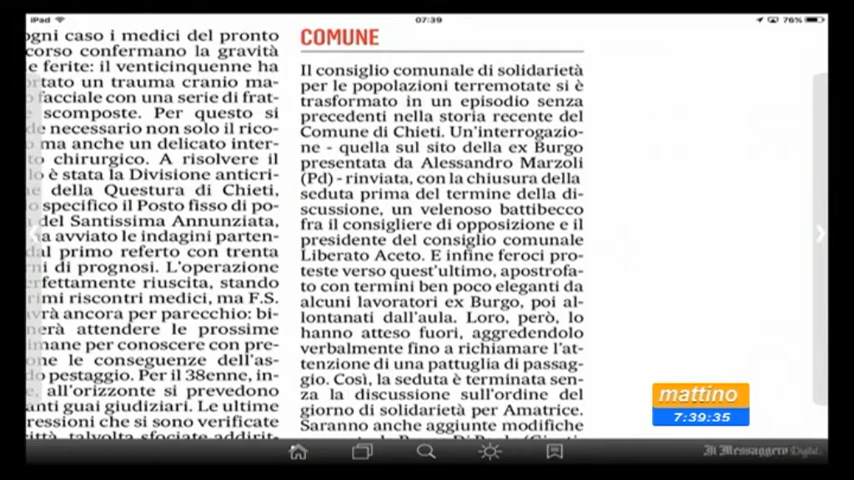 iPad
07:39
76%
ogni caso i medici del pronto
corso confermano la gravità
e ferite: il venticinquenne ha
rtato un trauma cranio ma-
facciale con una serie di frat-
scomposte. Per questo si
de necessario non solo il rico-
ma anche un delicato inter-
to chirurgico. A risolvere il
lo è stata la Divisione anticri-
e della Questura di Chieti,
o specifico il Posto fisso di po-
del Santissima Annunziata,
ha avviato le indagini parten-
dal primo referto con trenta
rni di prognosi. L'operazione
rfettamente riuscita, stando
rimi riscontri medici, ma F.S.
vrà ancora per parecchio: bi-
nerà attendere le prossime
imane per conoscere con pre-
one le conseguenze dell'as-
do pestaggio. Per il 38enne, in-
e, all'orizzonte si prevedono
anti guai giudiziari. Le ultime
ressioni che si sono verificate
città, talvolta sfociate addirit-
COMUNE
Il consiglio comunale di solidarietà
per le popolazioni terremotate si è
trasformato in un episodio senza
precedenti nella storia recente del
Comune di Chieti. Un'interrogazio-
ne - quella sul sito della ex Burgo
presentata da Alessandro Marzoli
(Pd) - rinviata, con la chiusura della
seduta prima del termine della di-
scussione, un velenoso battibecco
fra il consigliere di opposizione e il
presidente del consiglio comunale
Liberato Aceto. E infine feroci pro-
teste verso quest'ultimo, apostrofa-
to con termini ben poco eleganti da
alcuni lavoratori ex Burgo, poi al-
lontanati dall'aula. Loro, però, lo
hanno atteso fuori, aggredendolo
verbalmente fino a richiamare l'at-
tenzione di una pattuglia di passag-
gio. Così, la seduta è terminata sen-
za la discussione sull'ordine del
giorno di solidarietà per Amatrice.
Saranno anche aggiunte modifiche
mattino
7:39:35
Il Messaggero Digital